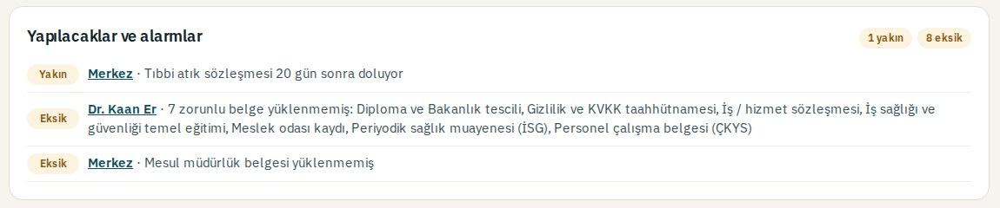 Yapılacaklar ve alarmlar
1 yakın 8 eksik
Yakın Merkez · Tıbbi atık sözleşmesi 20 gün sonra doluyor
Eksik Dr. Kaan Er · 7 zorunlu belge yüklenmemiş: Diploma ve Bakanlık tescili, Gizlilik ve KVKK taahhütnamesi, İş / hizmet sözleşmesi, İş sağlığı ve
güvenliği temel eğitimi, Meslek odası kaydı, Periyodik sağlık muayenesi (İSG), Personel çalışma belgesi (ÇKYS)
Eksik Merkez · Mesul müdürlük belgesi yüklenmemiş